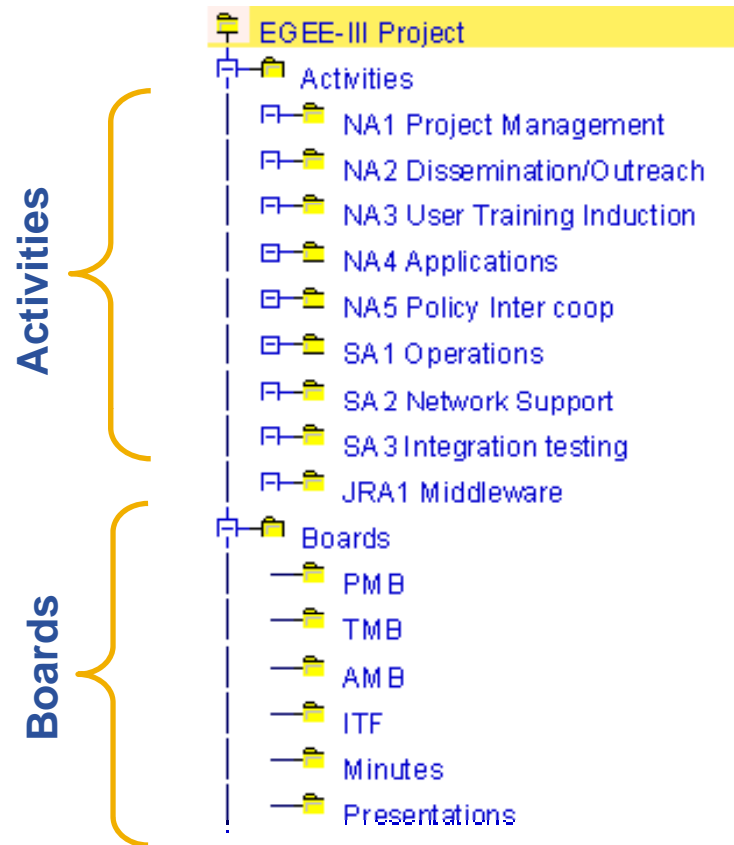 EGEE-III Project
Activities
Activities
NA1 Project Management
NA2 Dissemination/Outreach
NA3 User Training Induction
NA4 Applications
NA5 Policy Inter coop
SA1 Operations
SA2 Network Support
SA3 Integration testing
JRA1 Middleware
Boards
Boards
PMB
TMB
AMB
ITF
Minutes
Presentations